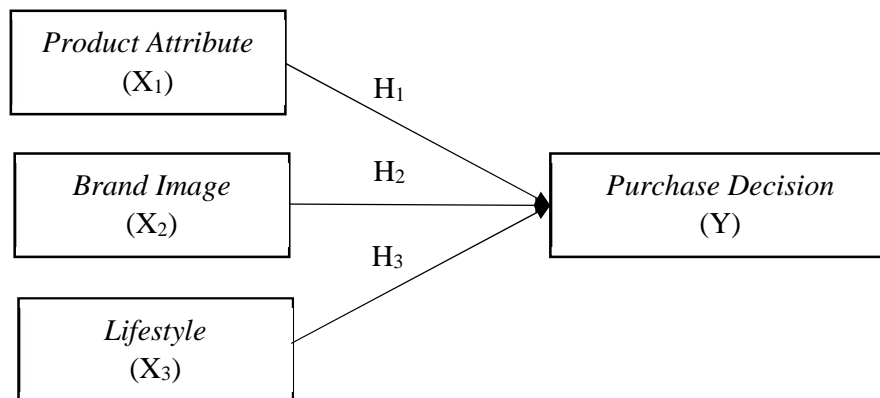 Product Attribute
(X₁)
H₁
Brand Image
(X₂)
H₂
Purchase Decision
(Y)
H₃
Lifestyle
(X₃)